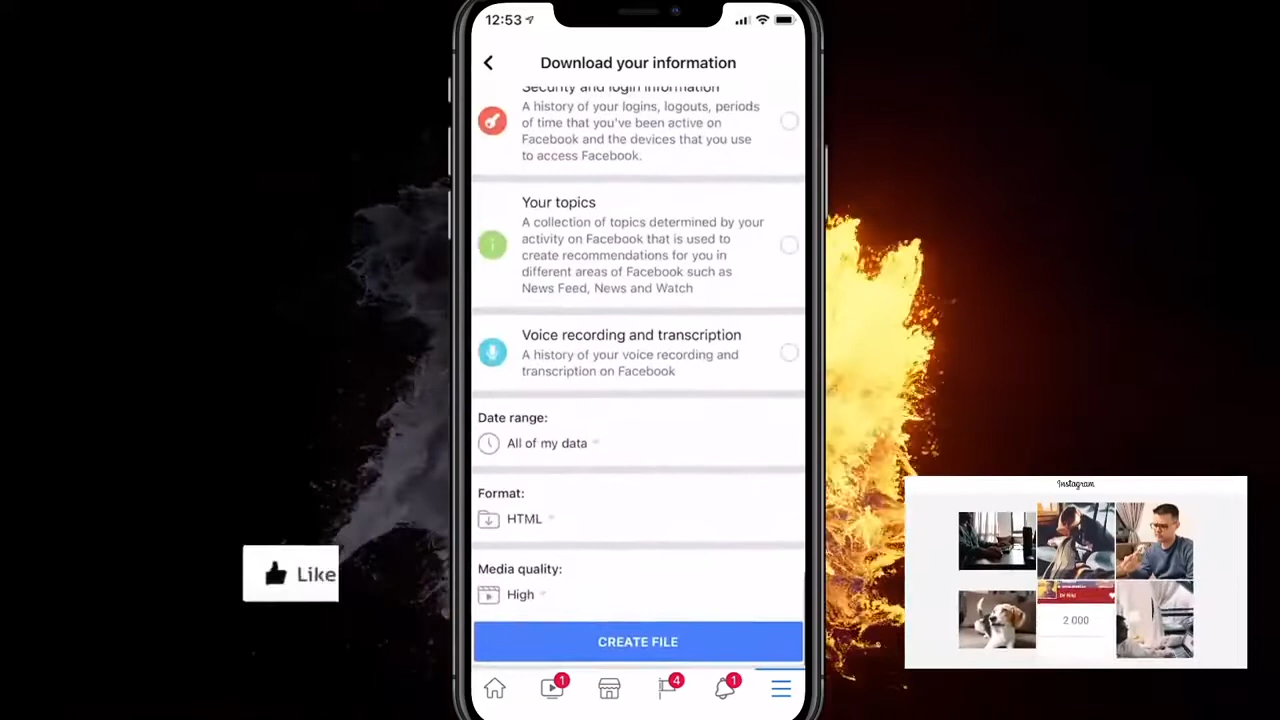 12:53
Download your information
Security and login information
A history of your logins, logouts, periods
of time that you've been active on
Facebook and the devices that you use
to access Facebook.
Your topics
A collection of topics determined by your
activity on Facebook that is used to
create recommendations for you in
different areas of Facebook such as
News Feed, News and Watch
Voice recording and transcription
A history of your voice recording and
transcription on Facebook
Date range:
All of my data
Format:
HTML
Media quality:
High
CREATE FILE
1
4
1
Like
Instagram
2 000